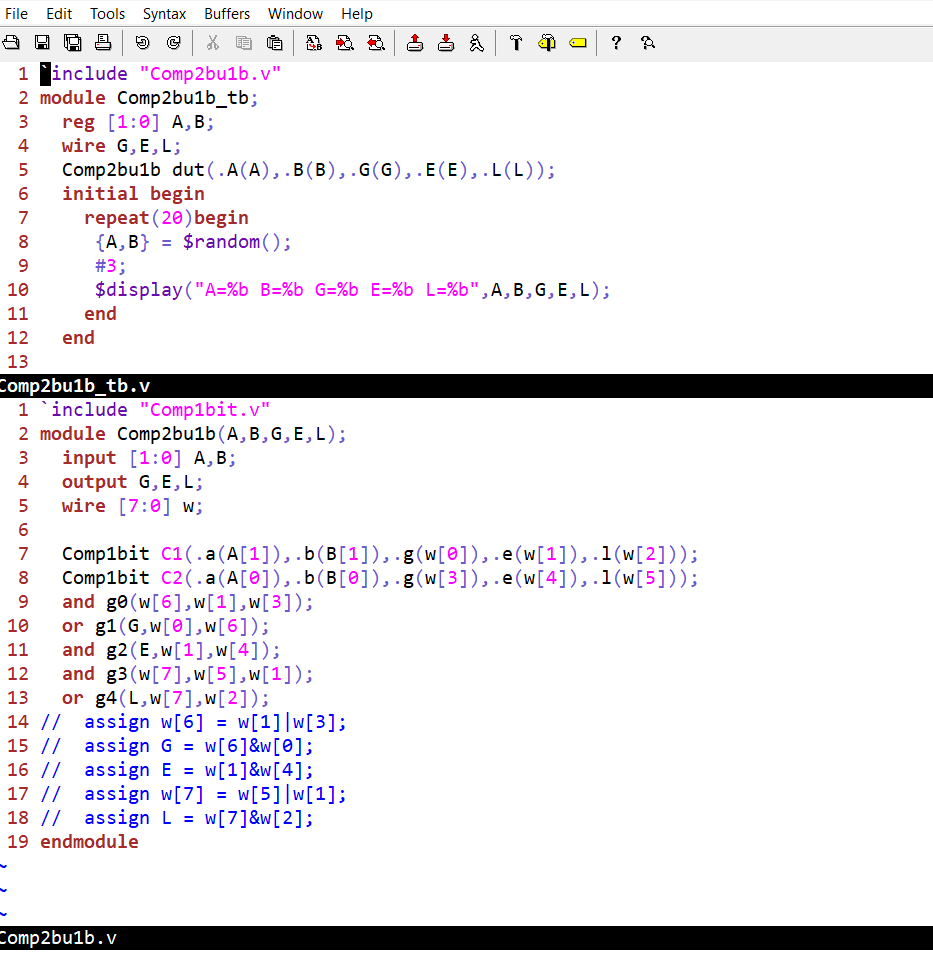 File Edit Tools Syntax Buffers Window Help
1 `include "Comp2bu1b.v"
2 module Comp2bu1b_tb;
3   reg [1:0] A,B;
4   wire G,E,L;
5   Comp2bu1b dut(.A(A),.B(B),.G(G),.E(E),.L(L));
6   initial begin
7     repeat(20)begin
8      {A,B} = $random();
9      #3;
10      $display("A=%b B=%b G=%b E=%b L=%b",A,B,G,E,L);
11     end
12   end
13
Comp2bu1b_tb.v
1 `include "Comp1bit.v"
2 module Comp2bu1b(A,B,G,E,L);
3   input [1:0] A,B;
4   output G,E,L;
5   wire [7:0] w;
6
7   Comp1bit C1(.a(A[1]),.b(B[1]),.g(w[0]),.e(w[1]),.l(w[2]));
8   Comp1bit C2(.a(A[0]),.b(B[0]),.g(w[3]),.e(w[4]),.l(w[5]));
9   and g0(w[6],w[1],w[3]);
10   or g1(G,w[0],w[6]);
11   and g2(E,w[1],w[4]);
12   and g3(w[7],w[5],w[1]);
13   or g4(L,w[7],w[2]);
14 //  assign w[6] = w[1]|w[3];
15 //  assign G = w[6]&w[0];
16 //  assign E = w[1]&w[4];
17 //  assign w[7] = w[5]|w[1];
18 //  assign L = w[7]&w[2];
19 endmodule
~
~
~
Comp2bu1b.v